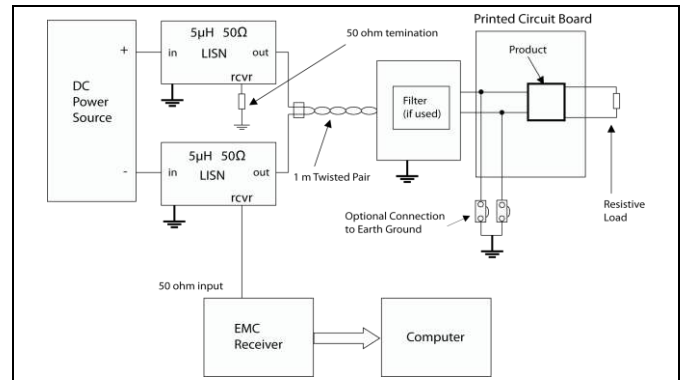 Printed Circuit Board
5µH 50Ω
in out
LISN
rcvr
+
50 ohm temination
Product
DC
Power
Source
Filter
(if used)
-
5µH 50Ω
in out
LISN
rcvr
1 m Twisted Pair
Optional Connection
to Earth Ground
Resistive
Load
50 ohm input
EMC
Receiver
Computer